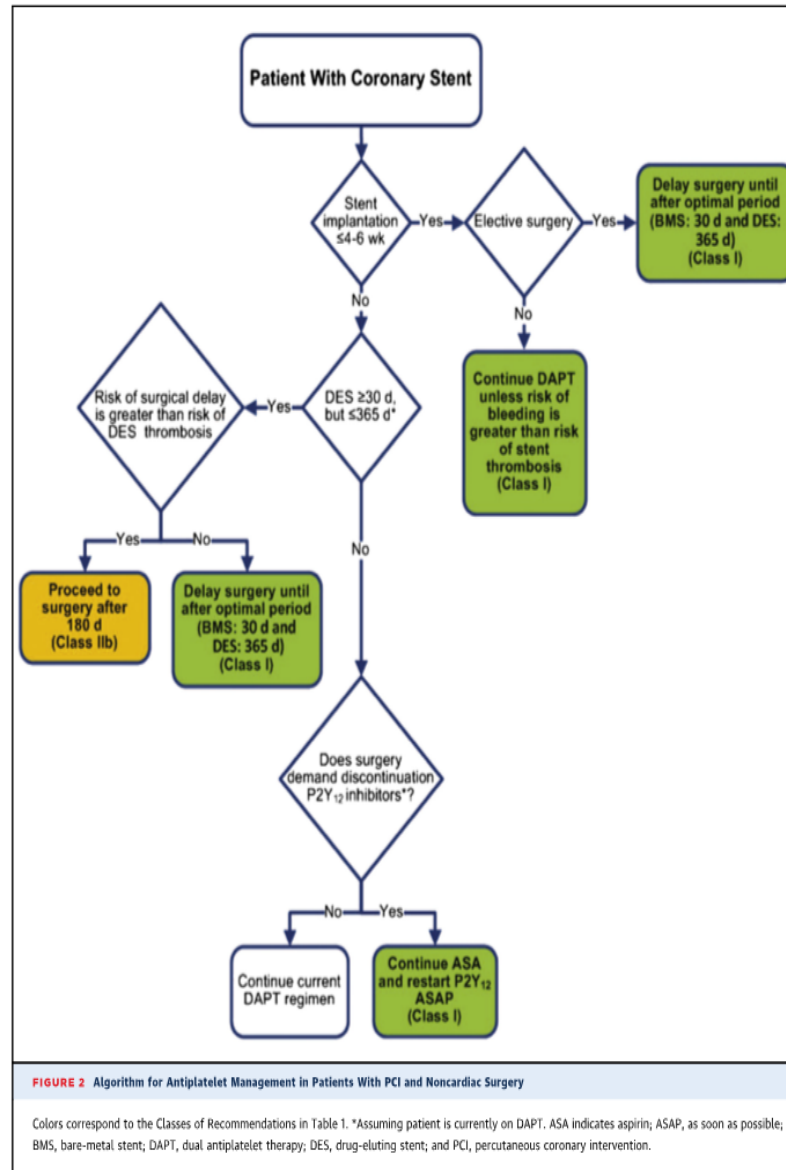 Patient With Coronary Stent
Stent
implantation
≤4-6 wk
Yes
Elective surgery
Yes
Delay surgery until
after optimal period
(BMS: 30 d and DES:
365 d)
(Class I)
No
No
Continue DAPT
unless risk of
bleeding is
greater than risk
of stent
thrombosis
(Class I)
DES ≥30 d,
but ≤365 d*
Yes
Risk of surgical delay
is greater than risk of
DES thrombosis
Yes
No
Proceed to
surgery after
180 d
(Class IIb)
Delay surgery until
after optimal period
(BMS: 30 d and
DES: 365 d)
(Class I)
No
Does surgery
demand discontinuation
P2Y₁₂ inhibitors*?
No
Yes
Continue current
DAPT regimen
Continue ASA
and restart P2Y₁₂
ASAP
(Class I)
FIGURE 2 Algorithm for Antiplatelet Management in Patients With PCI and Noncardiac Surgery
Colors correspond to the Classes of Recommendations in Table 1. *Assuming patient is currently on DAPT. ASA indicates aspirin; ASAP, as soon as possible;
BMS, bare-metal stent; DAPT, dual antiplatelet therapy; DES, drug-eluting stent; and PCI, percutaneous coronary intervention.